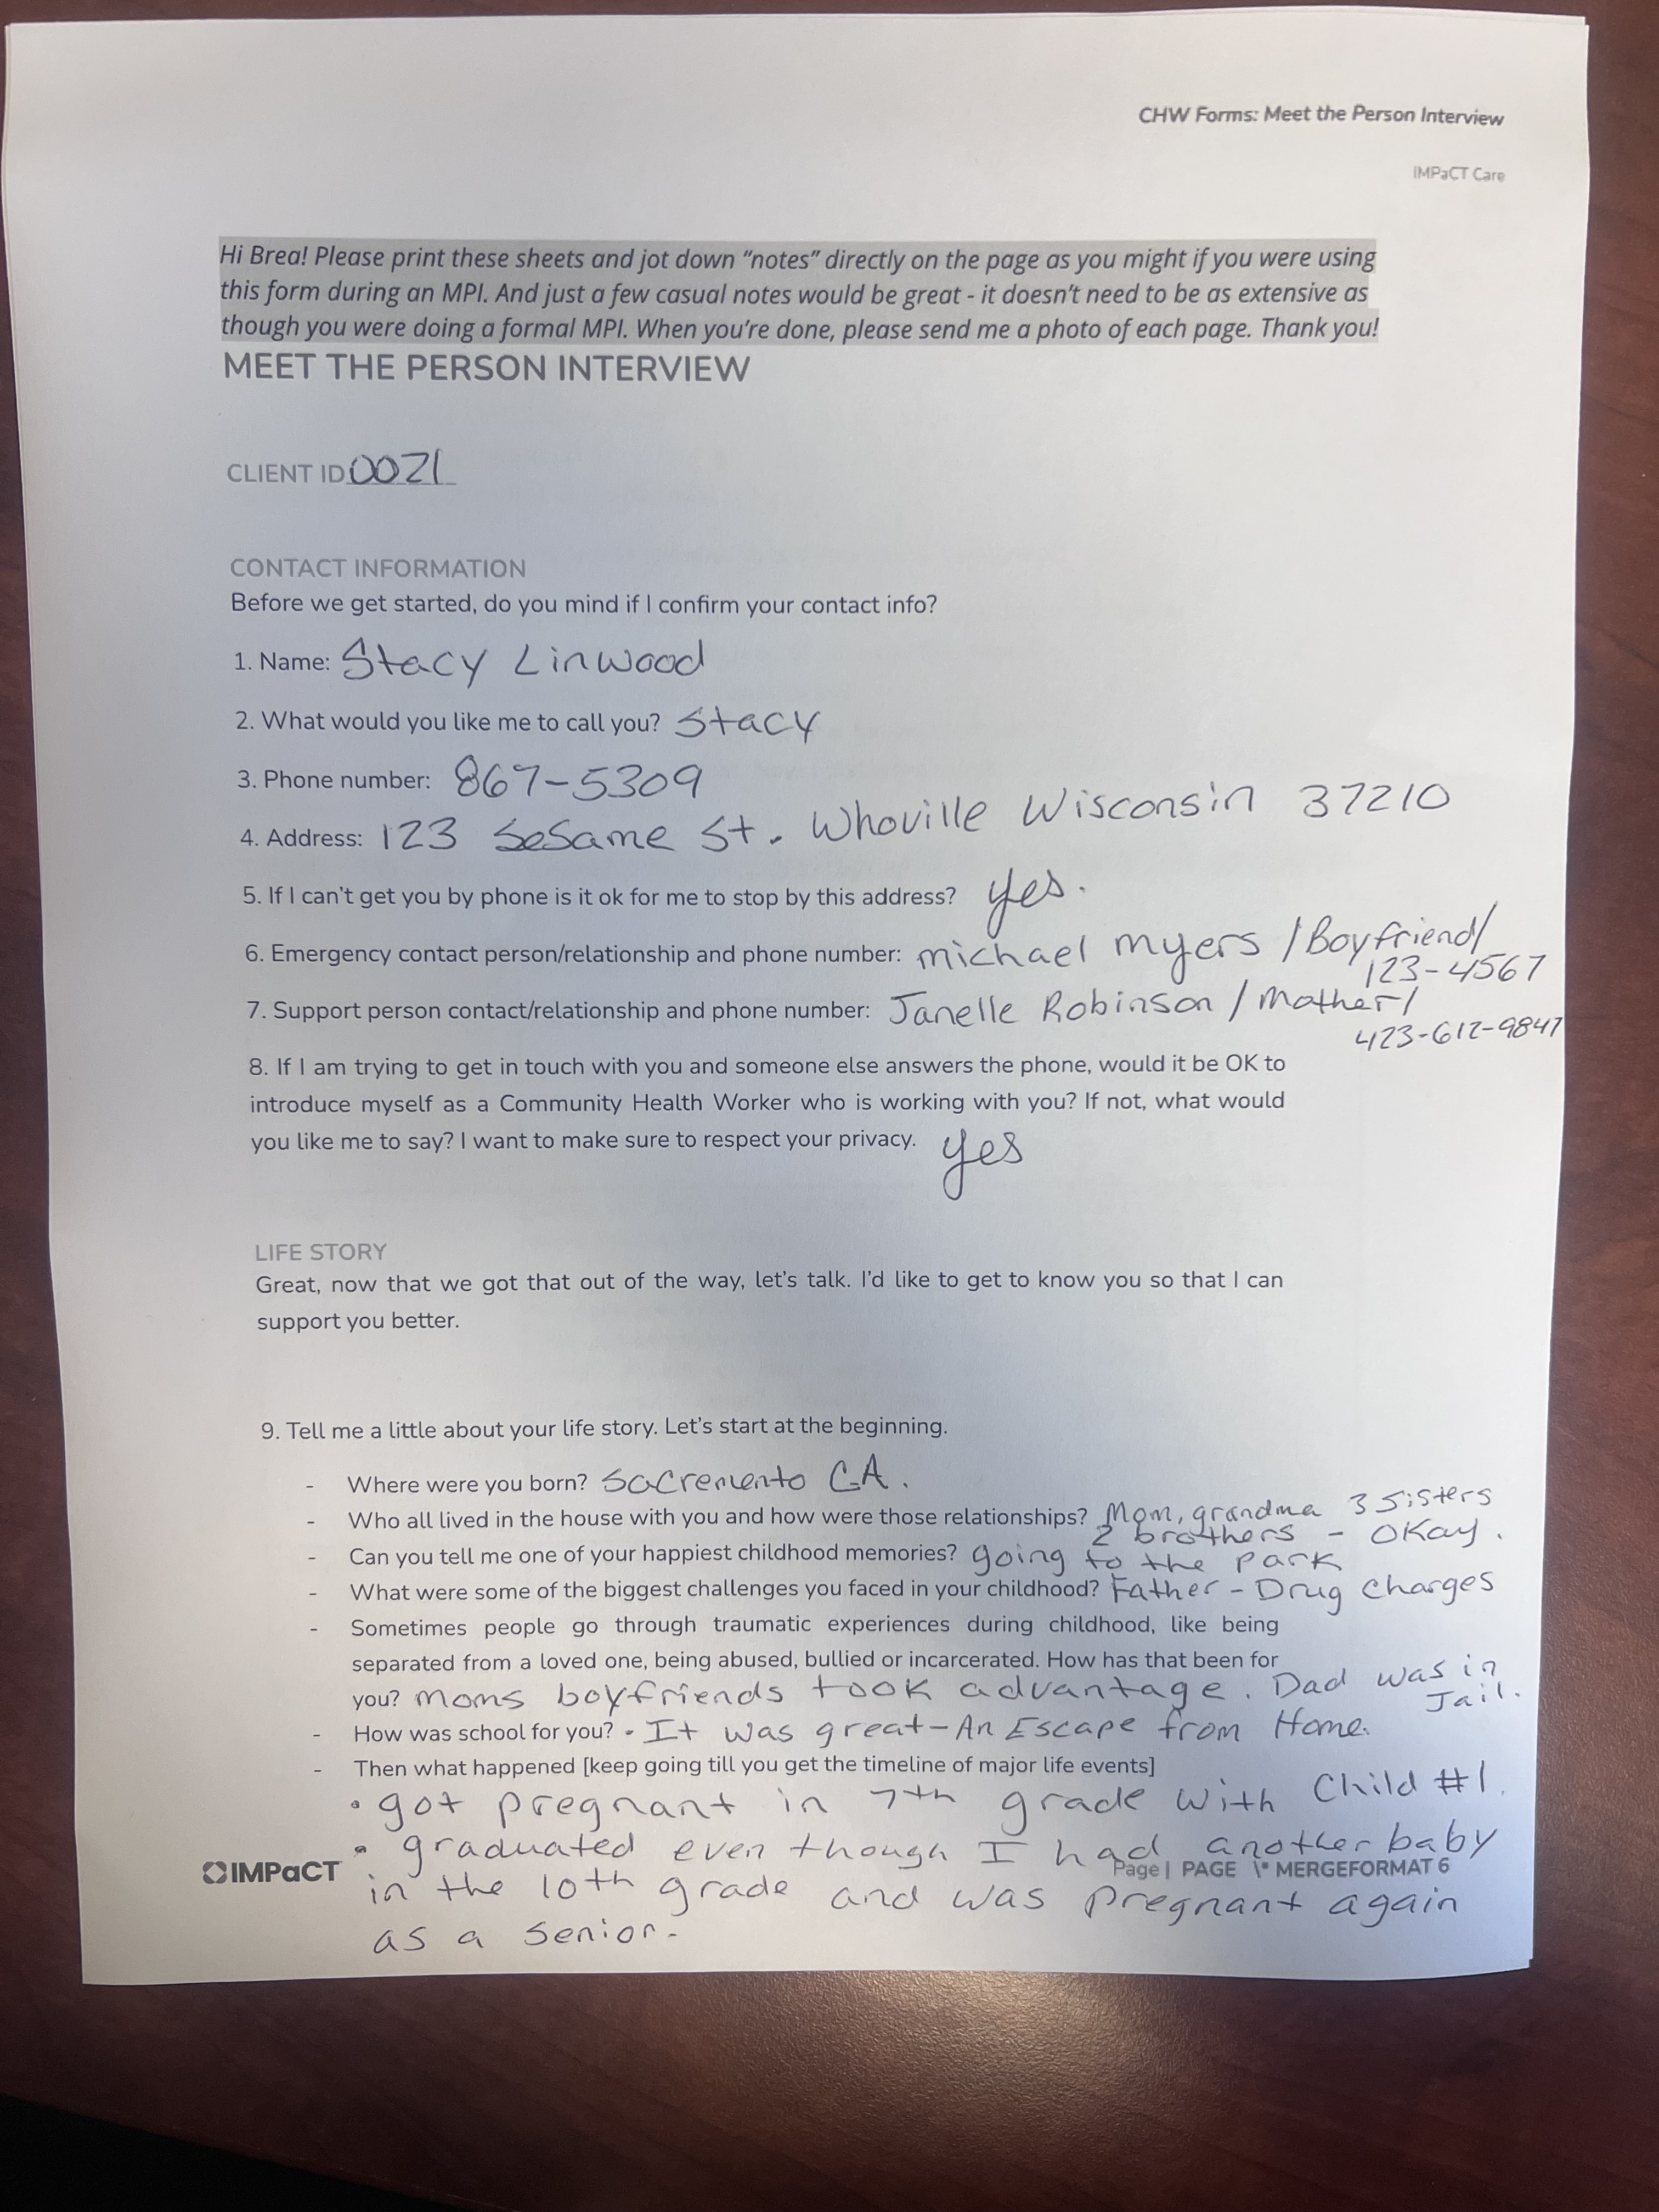 CHW Forms: Meet the Person Interview
IMPaCT Care
Hi Brea! Please print these sheets and jot down "notes" directly on the page as you might if you were using
this form during an MPI. And just a few casual notes would be great - it doesn't need to be as extensive as
though you were doing a formal MPI. When you're done, please send me a photo of each page. Thank you!
MEET THE PERSON INTERVIEW
CLIENT ID 0021
CONTACT INFORMATION
Before we get started, do you mind if I confirm your contact info?
1. Name: Stacy Linwood
2. What would you like me to call you? Stacy
3. Phone number: 867-5309
4. Address: 123 Sesame St. Whoville Wisconsin 37210
5. If I can't get you by phone is it ok for me to stop by this address? yes.
6. Emergency contact person/relationship and phone number: michael myers /Boyfriend/
123-4567
7. Support person contact/relationship and phone number: Janelle Robinson / Mother/
423-612-9847
8. If I am trying to get in touch with you and someone else answers the phone, would it be OK to
introduce myself as a Community Health Worker who is working with you? If not, what would
you like me to say? I want to make sure to respect your privacy. yes
LIFE STORY
Great, now that we got that out of the way, let's talk. I'd like to get to know you so that I can
support you better.
9. Tell me a little about your life story. Let's start at the beginning.
- Where were you born? Sacremento CA.
- Who all lived in the house with you and how were those relationships? Mom, grandma 3 Sisters
2 brothers - Okay.
- Can you tell me one of your happiest childhood memories? going to the park
- What were some of the biggest challenges you faced in your childhood? Father - Drug Charges
- Sometimes people go through traumatic experiences during childhood, like being
separated from a loved one, being abused, bullied or incarcerated. How has that been for
you? moms boyfriends took advantage. Dad was in
Jail.
- How was school for you? • It was great - An Escape from Home.
- Then what happened [keep going till you get the timeline of major life events]
• got pregnant in 7th grade with Child #1.
• graduated even though I had another baby
IMPaCT Page | PAGE \* MERGEFORMAT 6
in the 10th grade and was pregnant again
as a senior.